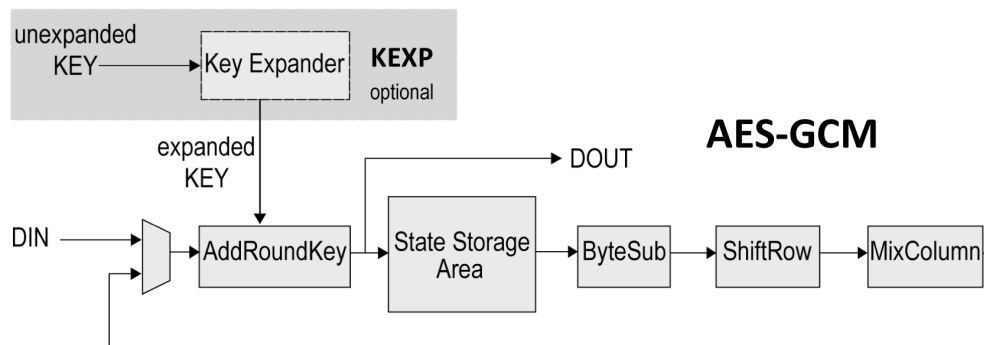 unexpanded
KEY
Key Expander
KEXP
optional
AES-GCM
expanded
KEY
DOUT
DIN
AddRoundKey
State Storage
Area
ByteSub
ShiftRow
MixColumn